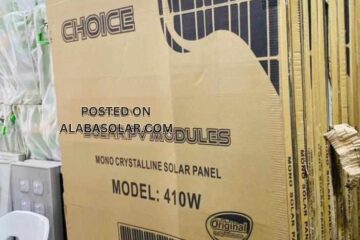 CHOICE
POSTED ON
ALABASOLAR.COM
SOLAR PV MODULES
MONO CRYSTALLINE SOLAR PANEL
MODEL: 410W
Original